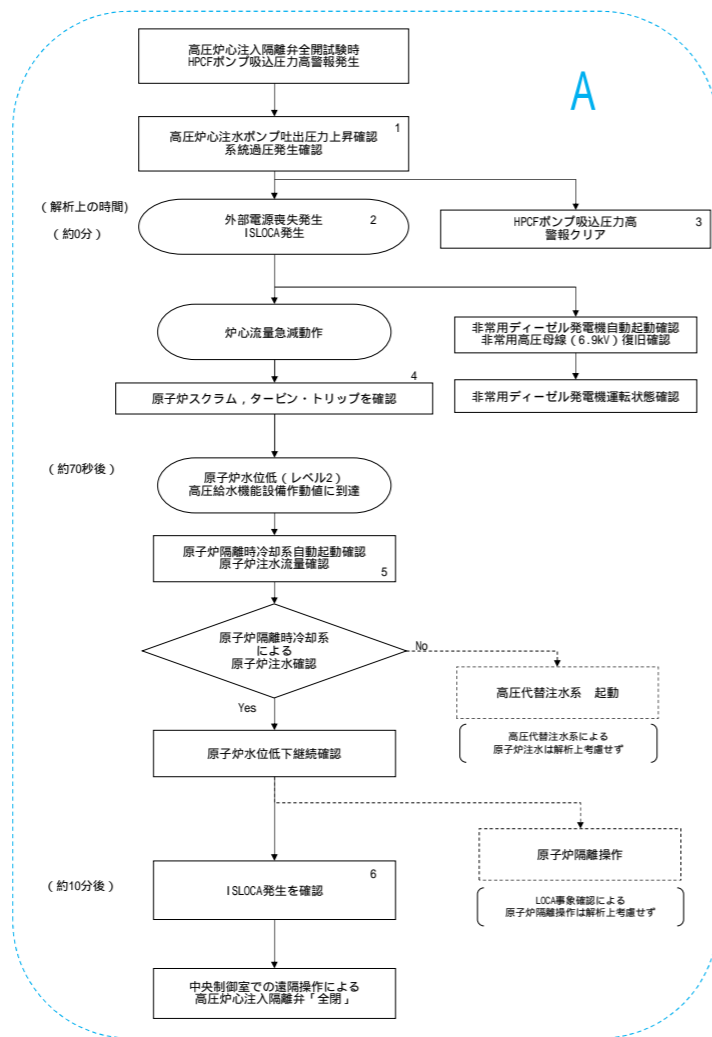 高圧炉心注入隔離弁全開試験時
HPCFポンプ吸込圧力高警報発生
A
1
高圧炉心注水ポンプ吐出圧力上昇確認
系統過圧発生確認
(解析上の時間)
(約0分)
外部電源喪失発生
ISLOCA発生
2
HPCFポンプ吸込圧力高
警報クリア
3
炉心流量急減動作
非常用ディーゼル発電機自動起動確認
非常用高圧母線(6.9kV)復旧確認
4
原子炉スクラム,タービン・トリップを確認
非常用ディーゼル発電機運転状態確認
(約70秒後)
原子炉水位低(レベル2)
高圧給水機能設備作動値に到達
原子炉隔離時冷却系自動起動確認
原子炉注水流量確認
5
原子炉隔離時冷却系
による
原子炉注水確認
No
Yes
高圧代替注水系 起動
高圧代替注水系による
原子炉注水は解析上考慮せず
原子炉水位低下継続確認
原子炉隔離操作
LOCA事象確認による
原子炉隔離操作は解析上考慮せず
(約10分後)
6
ISLOCA発生を確認
中央制御室での遠隔操作による
高圧炉心注入隔離弁「全閉」